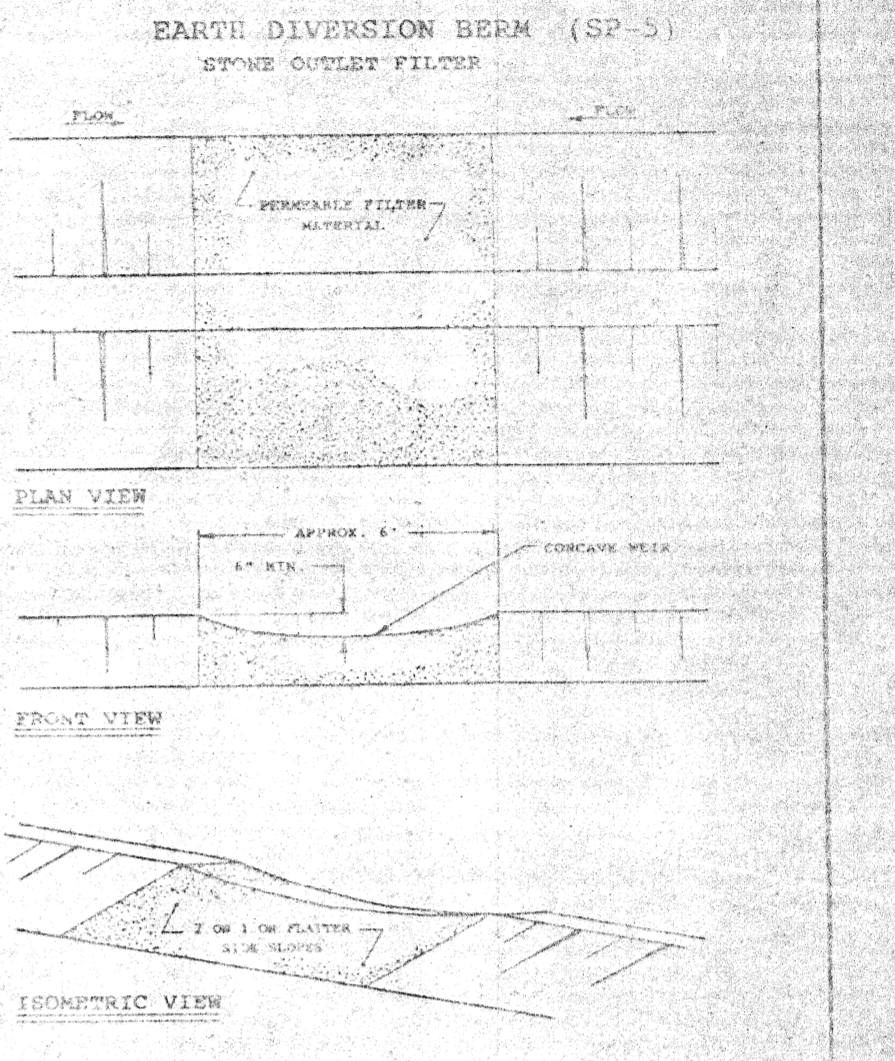 EARTH DIVERSION BERM (SP-5)
STONE OUTLET FILTER
FLOW
FLOW
PERMEABLE FILTER
MATERIAL
PLAN VIEW
APPROX. 6'
6" MIN.
CONCAVE WEIR
FRONT VIEW
2 ON 1 OR FLATTER
SIDE SLOPES
ISOMETRIC VIEW